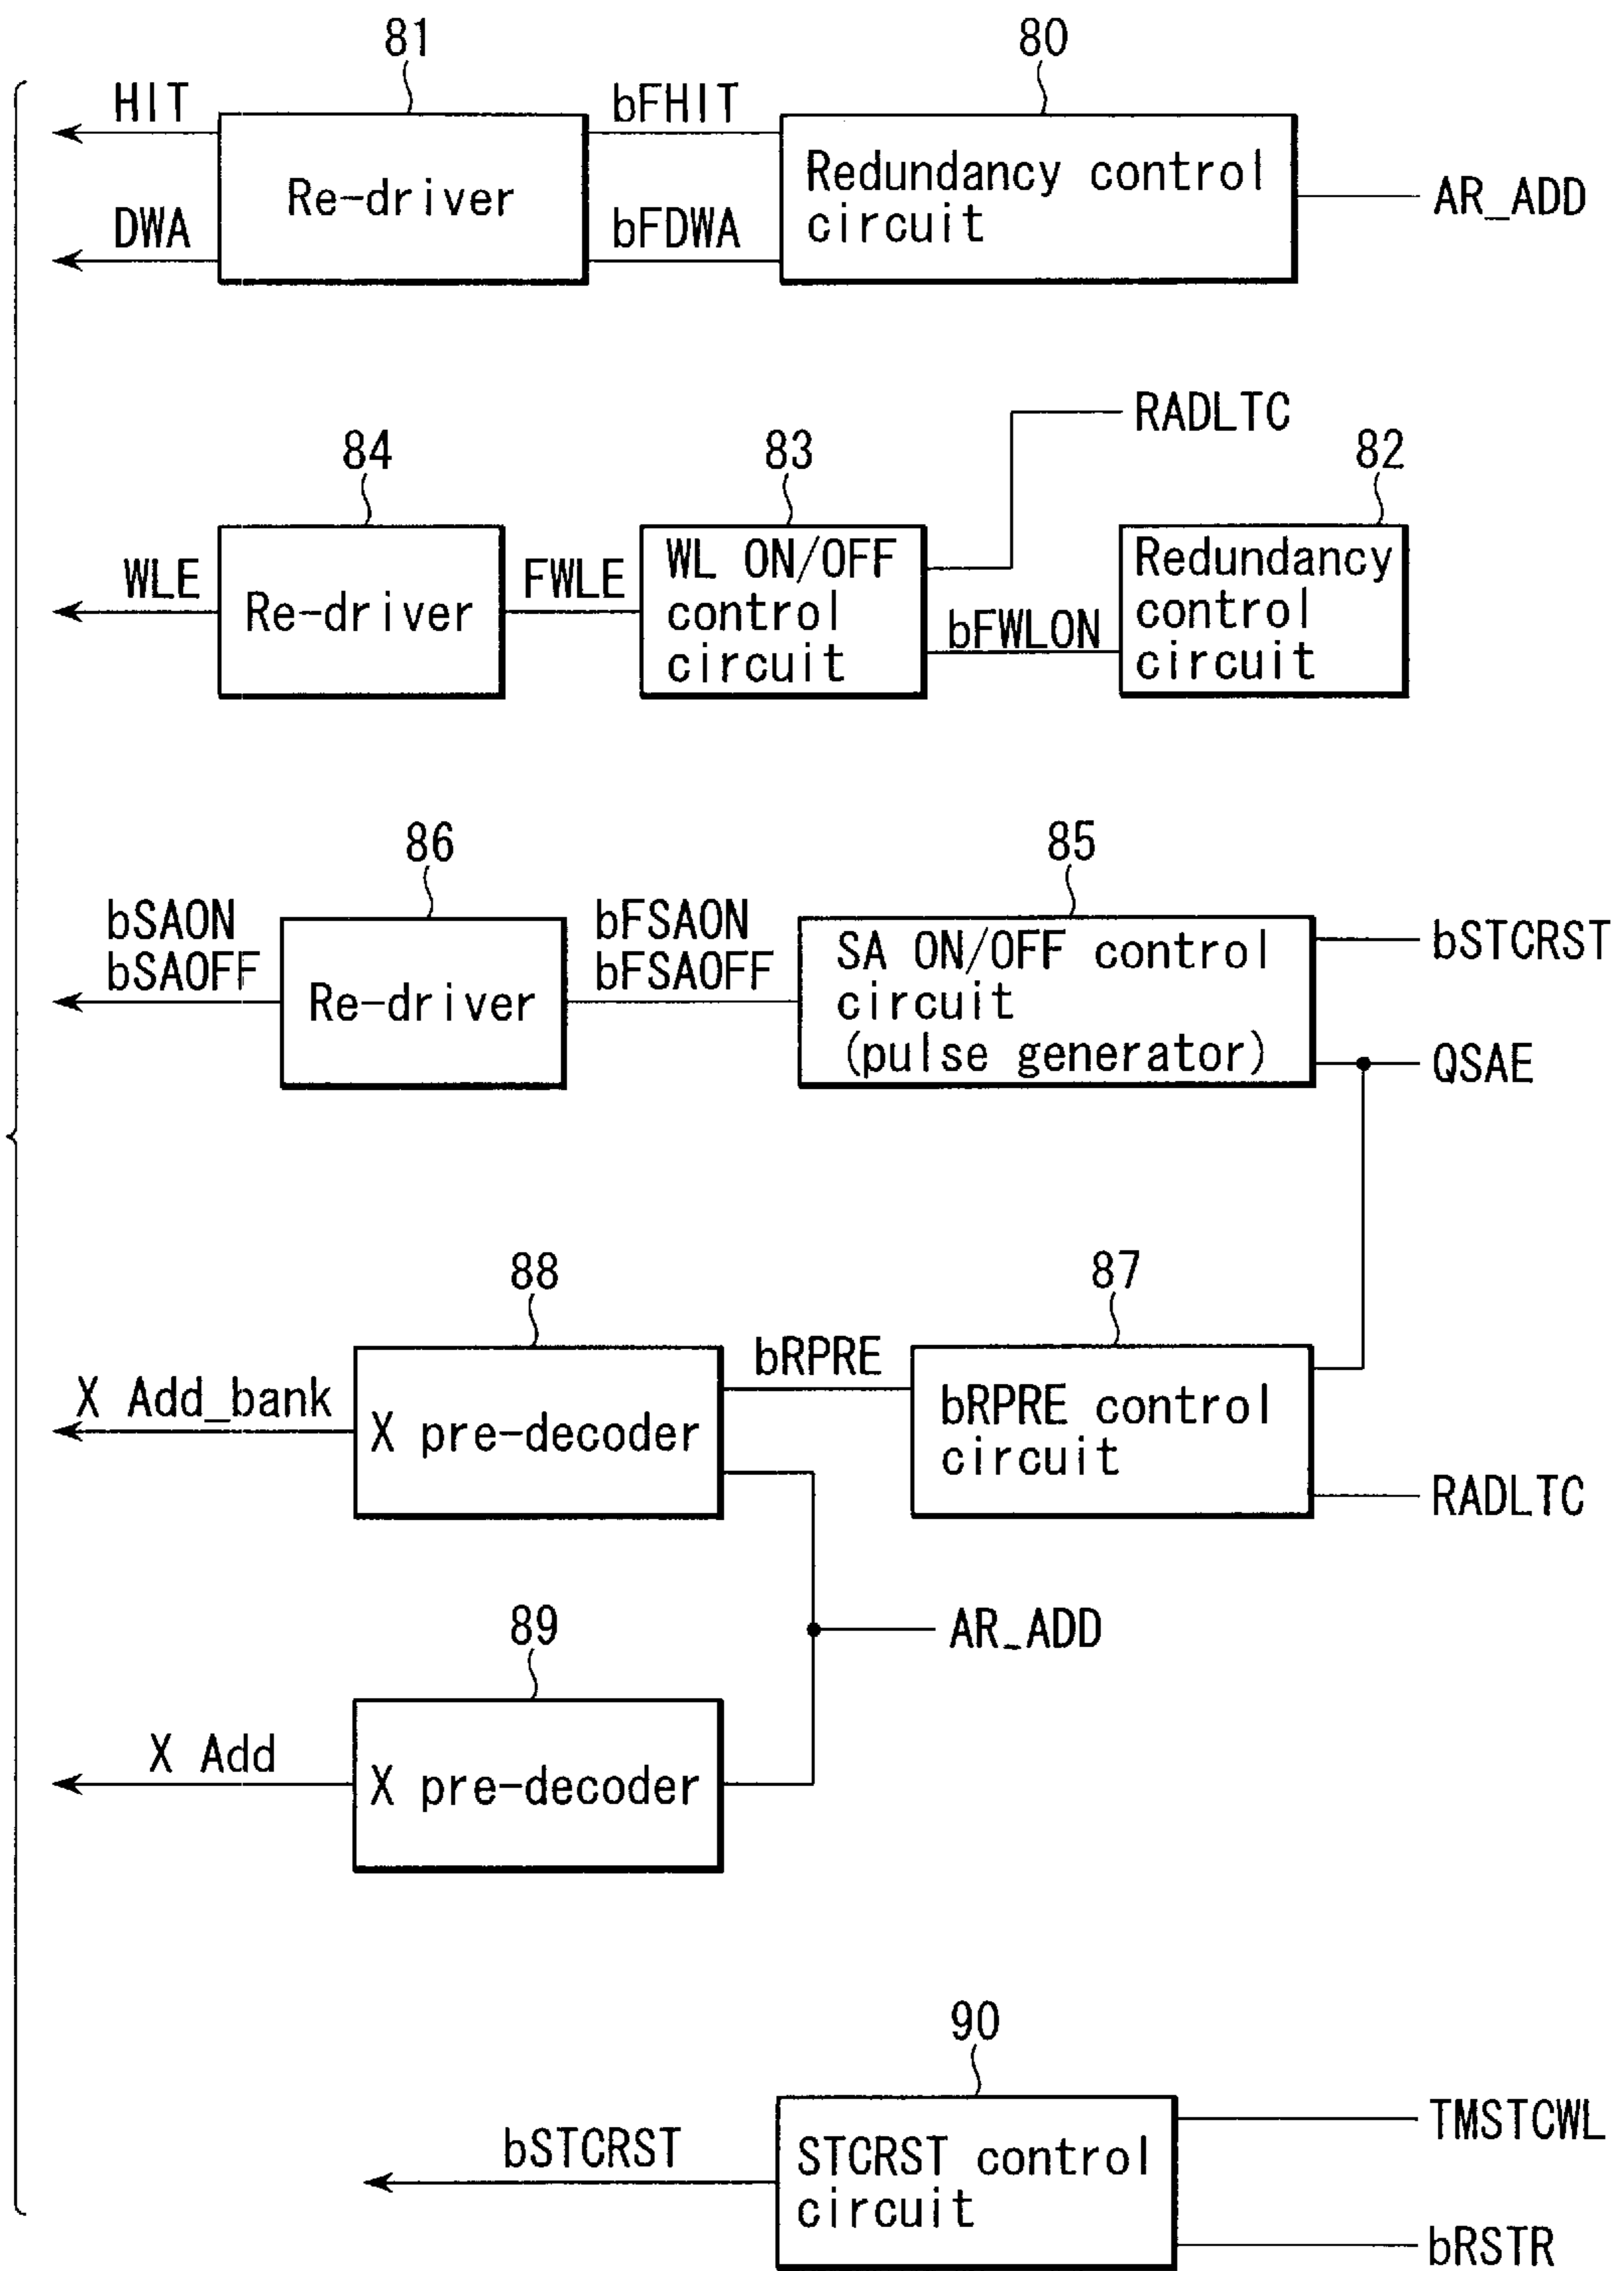 81
80
HIT
bFHIT
Re-driver
Redundancy control
circuit
AR_ADD
DWA
bFDWA
RADLTC
84
83
82
WLE
Re-driver
FWLE
WL ON/OFF
control
circuit
bFWLON
Redundancy
control
circuit
86
85
bSAON
bSAOFF
Re-driver
bFSAON
bFSAOFF
SA ON/OFF control
circuit
(pulse generator)
bSTCRST
QSAE
88
87
X Add_bank
X pre-decoder
bRPRE
bRPRE control
circuit
RADLTC
89
AR_ADD
X Add
X pre-decoder
90
bSTCRST
STCRST control
circuit
TMSTCWL
bRSTR